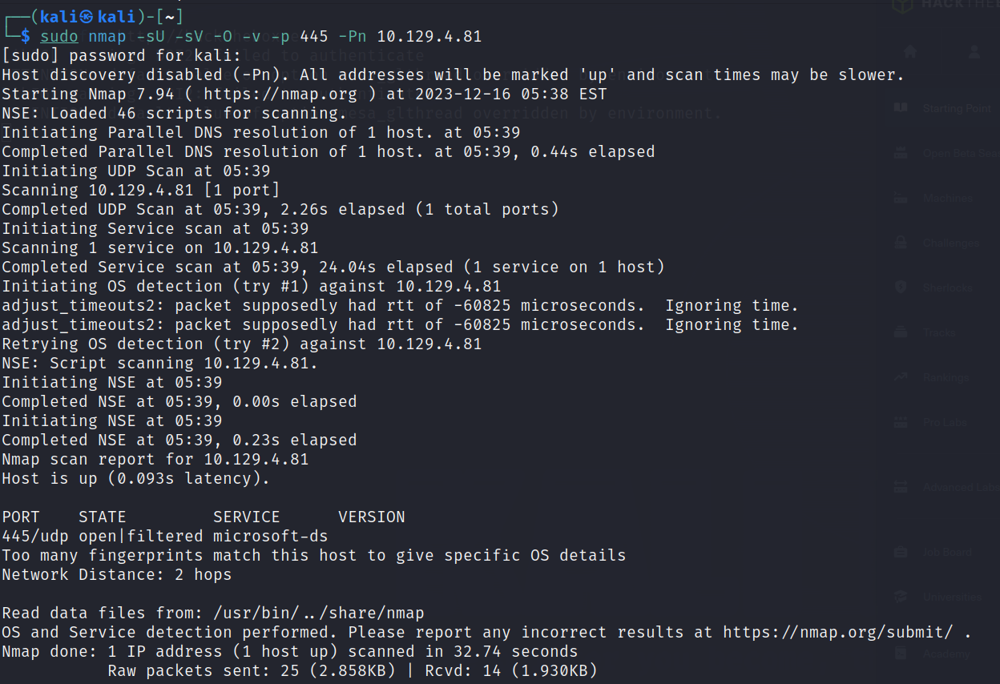 ┌──(kali㉿kali)-[~]
└─$ sudo nmap -sU -sV -O -v -p 445 -Pn 10.129.4.81
[sudo] password for kali:
Host discovery disabled (-Pn). All addresses will be marked 'up' and scan times may be slower.
Starting Nmap 7.94 ( https://nmap.org ) at 2023-12-16 05:38 EST
NSE: Loaded 46 scripts for scanning.
Initiating Parallel DNS resolution of 1 host. at 05:39
Completed Parallel DNS resolution of 1 host. at 05:39, 0.44s elapsed
Initiating UDP Scan at 05:39
Scanning 10.129.4.81 [1 port]
Completed UDP Scan at 05:39, 2.26s elapsed (1 total ports)
Initiating Service scan at 05:39
Scanning 1 service on 10.129.4.81
Completed Service scan at 05:39, 24.04s elapsed (1 service on 1 host)
Initiating OS detection (try #1) against 10.129.4.81
adjust_timeouts2: packet supposedly had rtt of -60825 microseconds.  Ignoring time.
adjust_timeouts2: packet supposedly had rtt of -60825 microseconds.  Ignoring time.
Retrying OS detection (try #2) against 10.129.4.81
NSE: Script scanning 10.129.4.81.
Initiating NSE at 05:39
Completed NSE at 05:39, 0.00s elapsed
Initiating NSE at 05:39
Completed NSE at 05:39, 0.23s elapsed
Nmap scan report for 10.129.4.81
Host is up (0.093s latency).

PORT    STATE         SERVICE      VERSION
445/udp open|filtered microsoft-ds
Too many fingerprints match this host to give specific OS details
Network Distance: 2 hops

Read data files from: /usr/bin/../share/nmap
OS and Service detection performed. Please report any incorrect results at https://nmap.org/submit/ .
Nmap done: 1 IP address (1 host up) scanned in 32.74 seconds
          Raw packets sent: 25 (2.858KB) | Rcvd: 14 (1.930KB)
to authenticate
glthread overridden by environment.
Starting Point
Machines
Challenges
Sherlocks
Tracks
Rankings
Pro Labs
Job Board
Universities
Academy